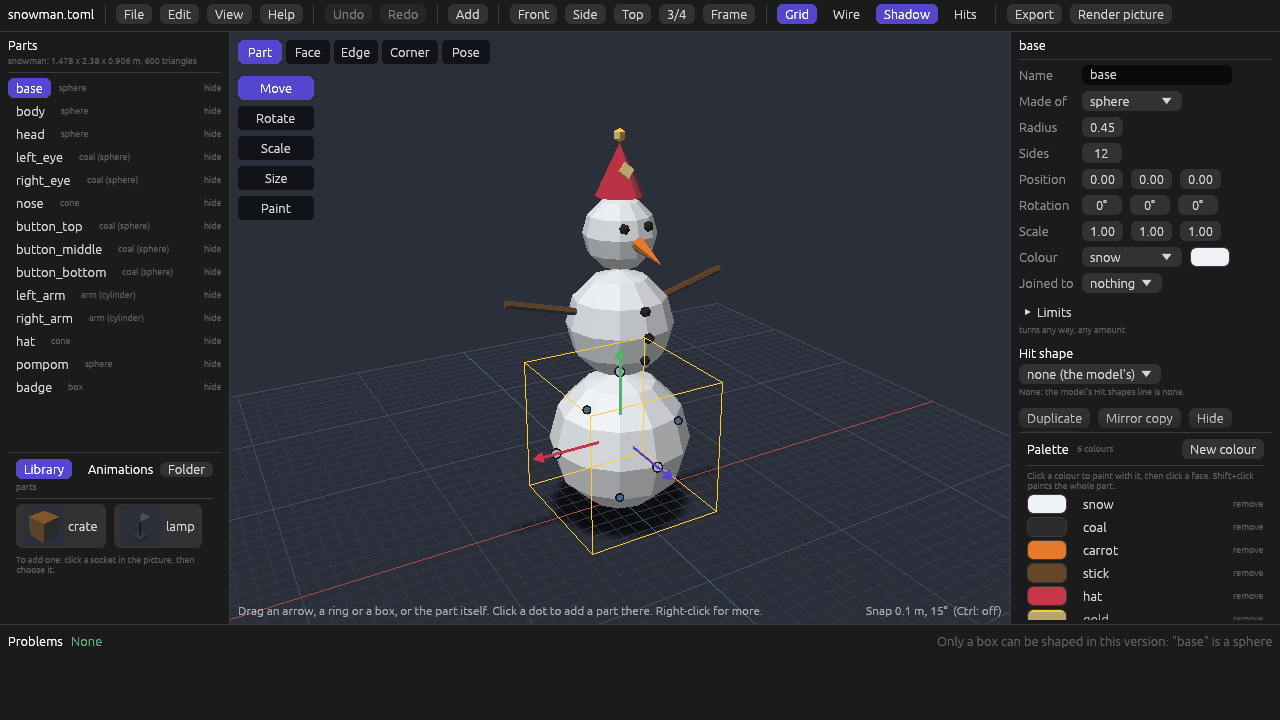 snowman.toml File Edit View Help Undo Redo Add Front Side Top 3/4 Frame Grid Wire Shadow Hits Export Render picture
Parts
snowman: 1.478 x 2.38 x 0.906 m, 600 triangles
base sphere hide
body sphere hide
head sphere hide
left_eye coal (sphere) hide
right_eye coal (sphere) hide
nose cone hide
button_top coal (sphere) hide
button_middle coal (sphere) hide
button_bottom coal (sphere) hide
left_arm arm (cylinder) hide
right_arm arm (cylinder) hide
hat cone hide
pompom sphere hide
badge box hide
Library Animations Folder
parts
crate lamp
To add one: click a socket in the picture, then
choose it.
Part Face Edge Corner Pose
Move
Rotate
Scale
Size
Paint
Drag an arrow, a ring or a box, or the part itself. Click a dot to add a part there. Right-click for more. Snap 0.1 m, 15° (Ctrl: off)
base
Name base
Made of sphere
Radius 0.45
Sides 12
Position 0.00 0.00 0.00
Rotation 0° 0° 0°
Scale 1.00 1.00 1.00
Colour snow
Joined to nothing
Limits
turns any way, any amount
Hit shape
none (the model's)
None: the model's Hit shapes line is none.
Duplicate Mirror copy Hide
Palette 6 colours New colour
Click a colour to paint with it, then click a face. Shift+click
paints the whole part.
snow remove
coal remove
carrot remove
stick remove
hat remove
gold remove
Problems None Only a box can be shaped in this version: "base" is a sphere